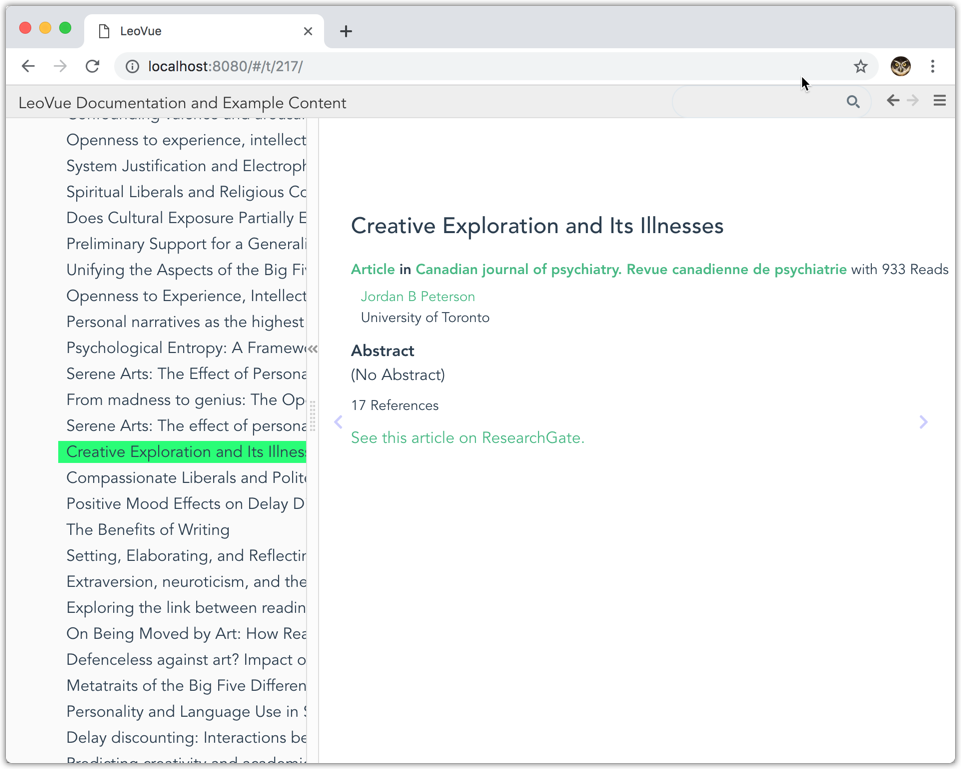 LeoVue
localhost:8080/#/t/217/
LeoVue Documentation and Example Content
Openness to experience, intellect
System Justification and Electroph
Spiritual Liberals and Religious Co
Does Cultural Exposure Partially E
Preliminary Support for a Generali
Unifying the Aspects of the Big Fiv
Openness to Experience, Intellect
Personal narratives as the highest
Psychological Entropy: A Framewo
Serene Arts: The Effect of Persona
From madness to genius: The Ope
Serene Arts: The effect of persona
Creative Exploration and Its Illness
Compassionate Liberals and Polite
Positive Mood Effects on Delay D
The Benefits of Writing
Setting, Elaborating, and Reflectin
Extraversion, neuroticism, and the
Exploring the link between readin
On Being Moved by Art: How Rea
Defenceless against art? Impact o
Metatraits of the Big Five Differen
Personality and Language Use in S
Delay discounting: Interactions be
Predicting creativity and academic
Creative Exploration and Its Illnesses
Article in Canadian journal of psychiatry. Revue canadienne de psychiatrie with 933 Reads
Jordan B Peterson
University of Toronto
Abstract
(No Abstract)
17 References
See this article on ResearchGate.